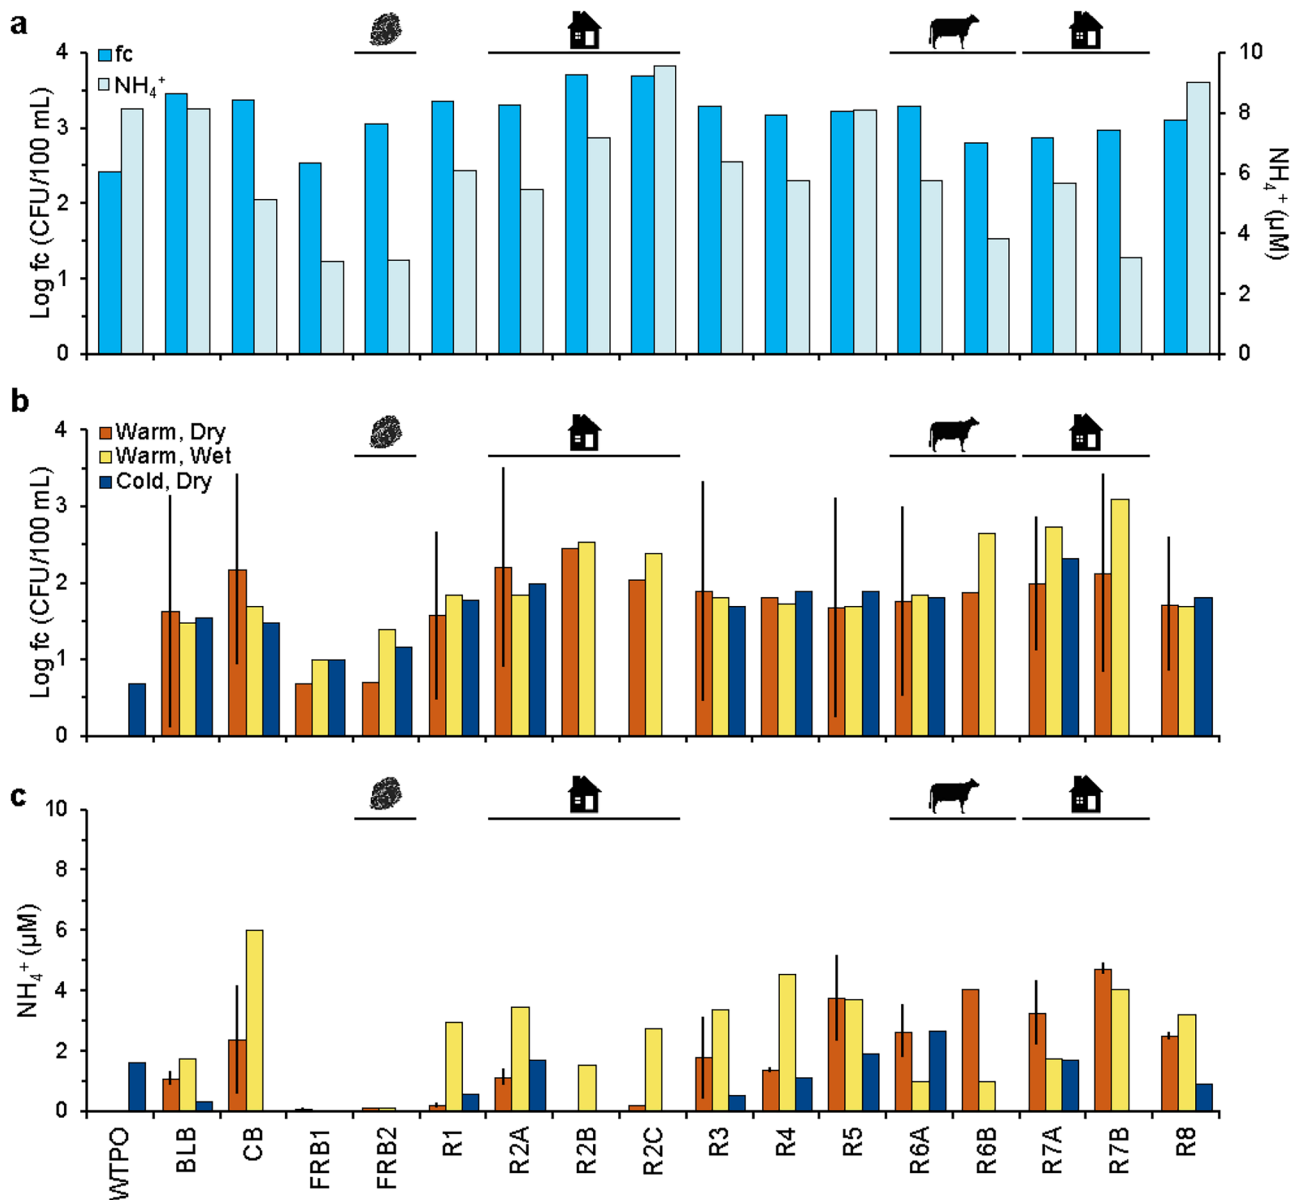 a
fc
NH₄⁺
4
3
2
1
0
Log fc (CFU/100 mL)
10
8
6
4
2
0
NH₄⁺ (µM)
b
Warm, Dry
Warm, Wet
Cold, Dry
4
3
2
1
0
Log fc (CFU/100 mL)
c
10
8
6
4
2
0
NH₄⁺ (µM)
WTPO
BLB
CB
FRB1
FRB2
R1
R2A
R2B
R2C
R3
R4
R5
R6A
R6B
R7A
R7B
R8